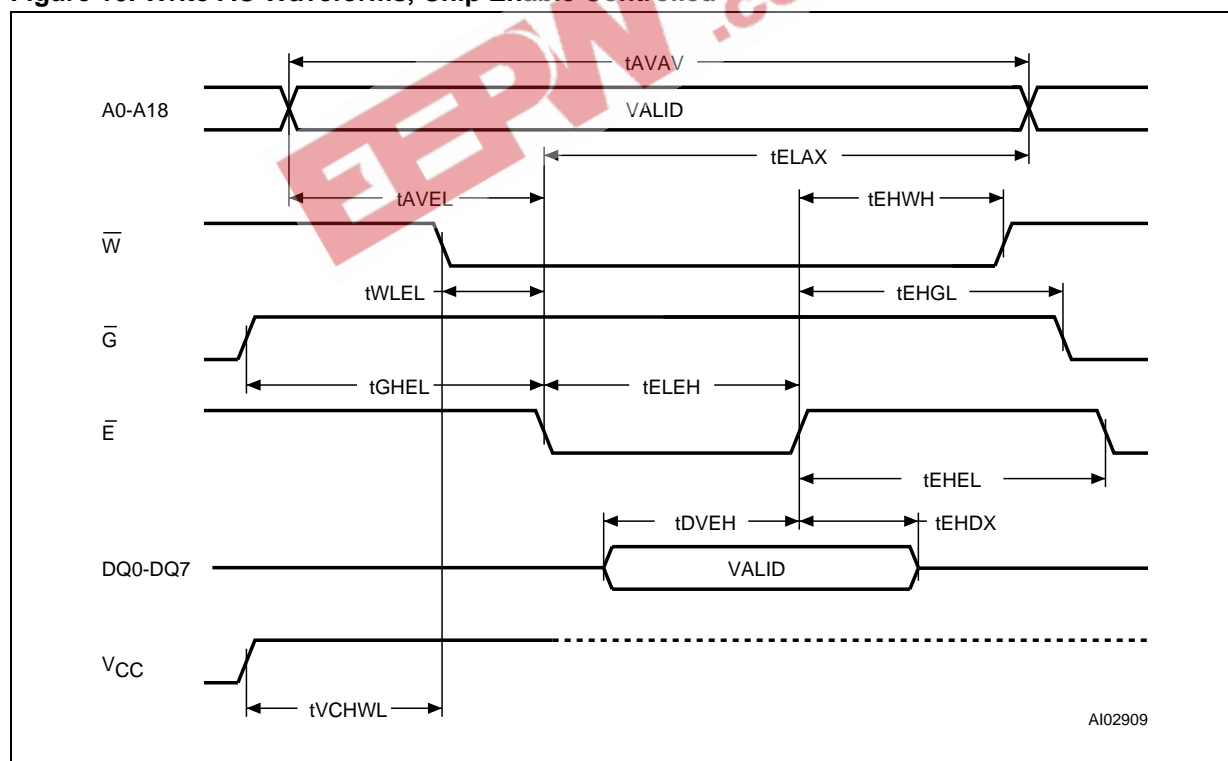 tAVAV
A0-A18
VALID
tELAX
tAVEL
tEHWH
W
tWLEL
tEHGL
G
tGHEL
tELEH
E
tEHEL
tDVEH
tEHDX
DQ0-DQ7
VALID
VCC
tVCHWL
AI02909
EEPW